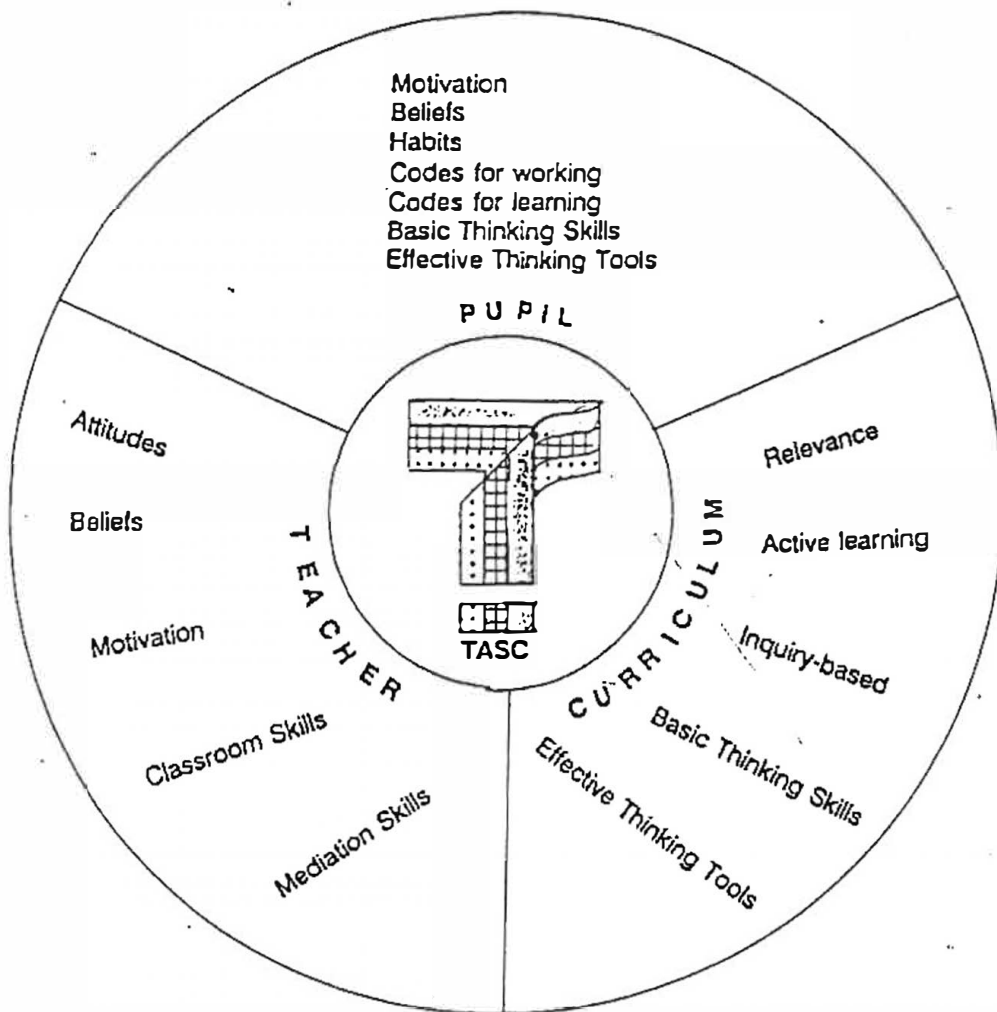 Motivation
Beliefs
Habits
Codes for working
Codes for learning
Basic Thinking Skills
Effective Thinking Tools
PUPIL
Attitudes
Beliefs
Motivation
Classroom Skills
Mediation Skills
TEACHER
TASC
CURRICULUM
Relevance
Active learning
Inquiry-based
Basic Thinking Skills
Effective Thinking Tools